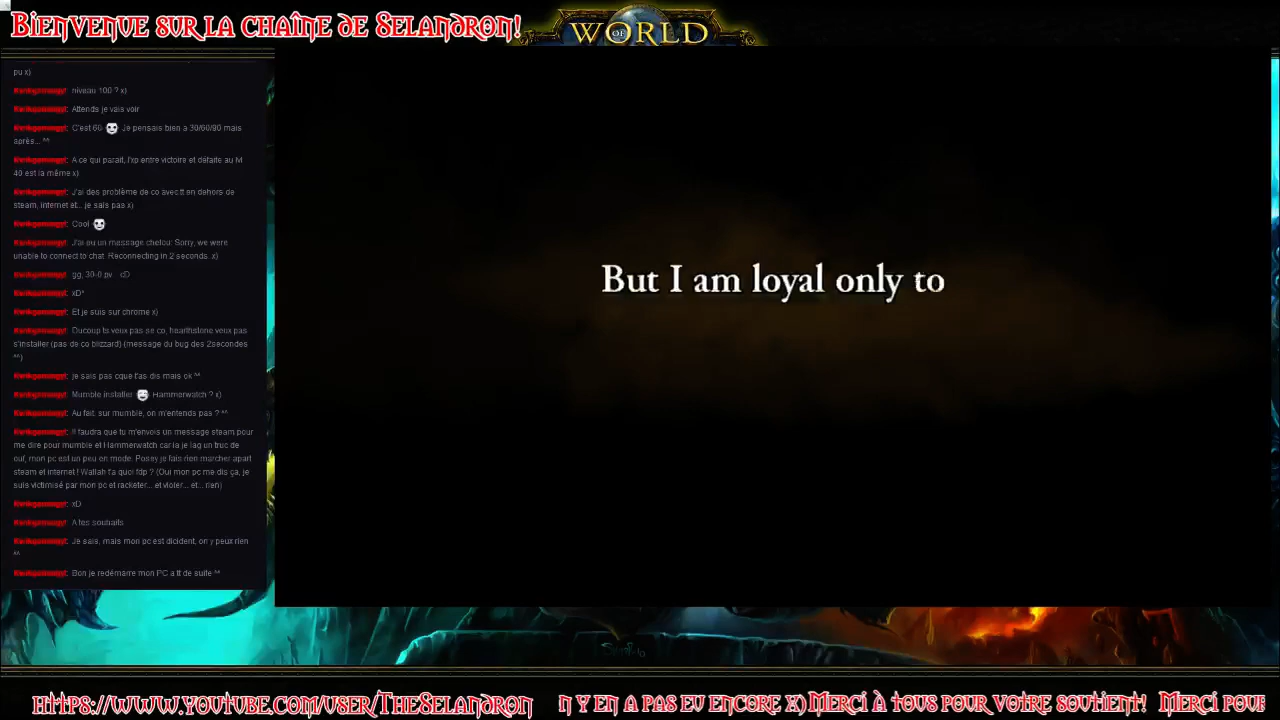 Bienvenue sur la chaîne de Selandron!
WORLD
OF
pu x)
niveau 100 ? x)
Attends je vais voir
C'est 60 Je pensais bien a 30/60/90 mais
après... ^^
A ce qui parait, l'xp entre victoire et défaite au lvl
40 est la même x)
J'ai des problème de co avec tt en dehors de
steam, internet et... je sais pas x)
Cool
J'ai eu un message chelou: Sorry, we were
unable to connect to chat. Reconnecting in 2 seconds. x)
gg, 30-0 pv cD
xD*
Et je suis sur chrome x)
Ducoup tu veux pas de co, hearthstone veux pas
s'installer (pas de co blizzard) (message du bug des 2secondes
^^)
je sais pas cque t'as dis mais ok ^^
Mumble installer Hammerwatch ? x)
Au fait, sur mumble, on m'entends pas ? ^^
Il faudra que tu m'envois un message steam pour
me dire pour mumble et Hammerwatch car la je lag un truc de
ouf, mon pc est un peu en mode: Possy je fais rien marcher apart
steam et internet ! Wallah t'a quoi fdp ? (Oui mon pc me dis ça, je
suis victimisé par mon pc et racketer... et violer... et... rien)
xD
A tes souhaits
Je sais, mais mon pc est dicident, on y peux rien
^^
Bon je redémarre mon PC a tt de suite ^^
But I am loyal only to
https://www.youtube.com/user/TheSelandron
n y en a pas eu encore x) Merci à tous pour votre soutient! Merci pour